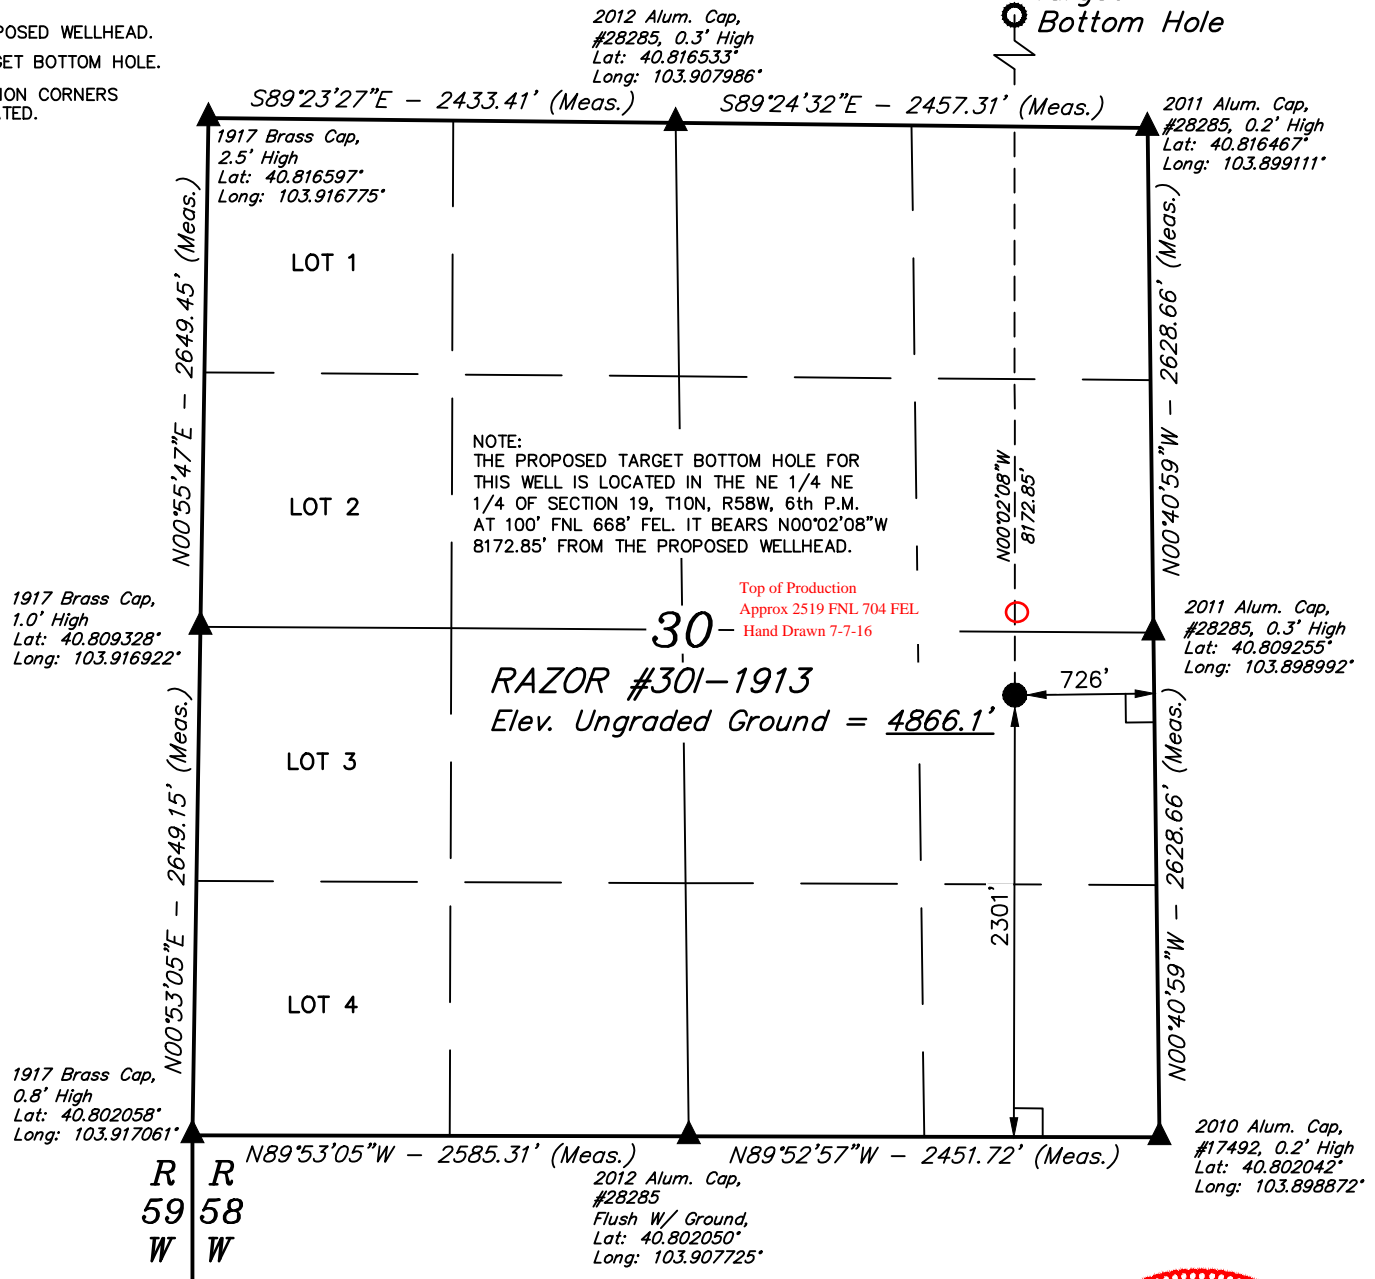 Bottom Hole
POSED WELLHEAD.
GET BOTTOM HOLE.
ION CORNERS
TED.
2012 Alum. Cap,
#28285, 0.3' High
Lat: 40.816533°
Long: 103.907986°
S89°23'27"E - 2433.41' (Meas.)
S89°24'32"E - 2457.31' (Meas.)
2011 Alum. Cap,
#28285, 0.2' High
Lat: 40.816467°
Long: 103.899111°
1917 Brass Cap,
2.5' High
Lat: 40.816597°
Long: 103.916775°
N00°55'47"E - 2649.45' (Meas.)
N00°40'59"W - 2628.66' (Meas.)
LOT 1
LOT 2
NOTE:
THE PROPOSED TARGET BOTTOM HOLE FOR
THIS WELL IS LOCATED IN THE NE 1/4 NE
1/4 OF SECTION 19, T10N, R58W, 6th P.M.
AT 100' FNL 668' FEL. IT BEARS N00°02'08"W
8172.85' FROM THE PROPOSED WELLHEAD.
N00°02'08"W
8172.85'
Top of Production
Approx 2519 FNL 704 FEL
Hand Drawn 7-7-16
1917 Brass Cap,
1.0' High
Lat: 40.809328°
Long: 103.916922°
2011 Alum. Cap,
#28285, 0.3' High
Lat: 40.809255°
Long: 103.898992°
30
RAZOR #30I-1913
Elev. Ungraded Ground = 4866.1'
726'
2301'
N00°53'05"E - 2649.15' (Meas.)
N00°40'59"W - 2628.66' (Meas.)
LOT 3
LOT 4
1917 Brass Cap,
0.8' High
Lat: 40.802058°
Long: 103.917061°
N89°53'05"W - 2585.31' (Meas.)
N89°52'57"W - 2451.72' (Meas.)
2012 Alum. Cap,
#28285
Flush W/ Ground,
Lat: 40.802050°
Long: 103.907725°
2010 Alum. Cap,
#17492, 0.2' High
Lat: 40.802042°
Long: 103.898872°
R R
59 58
W W